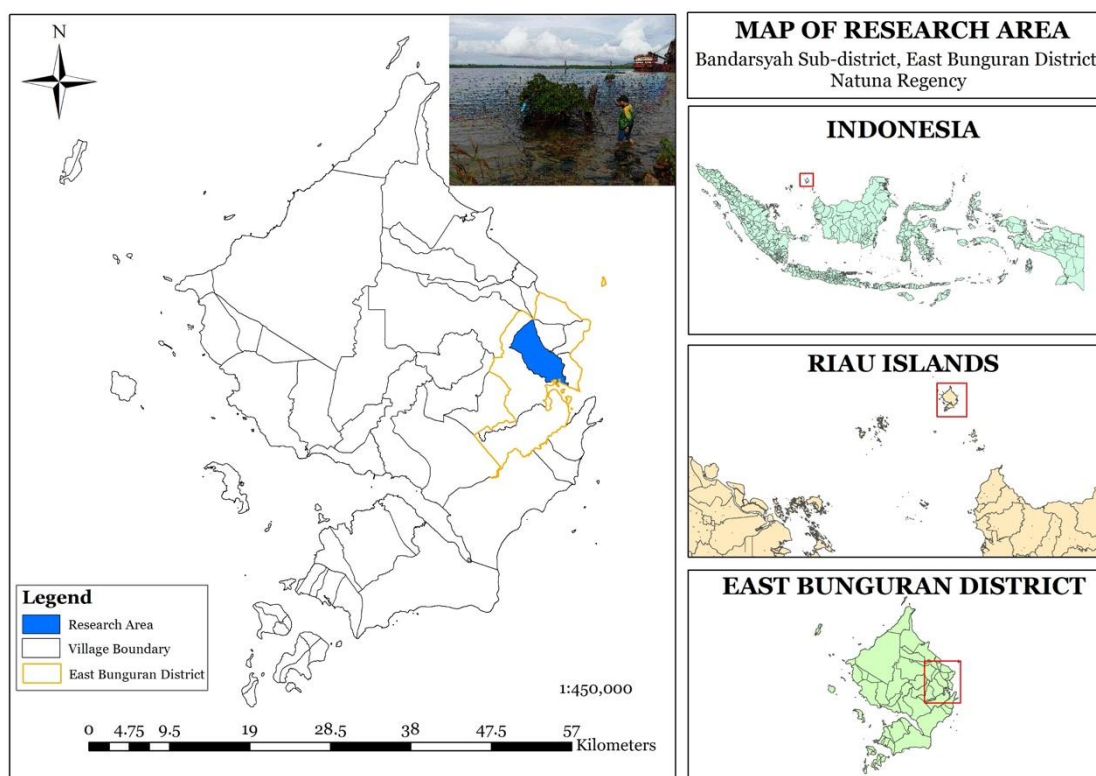 N
Legend
Research Area
Village Boundary
East Bunguran District
1:450,000
0 4.75 9.5 19 28.5 38 47.5 57
Kilometers
MAP OF RESEARCH AREA
Bandarsyah Sub-district, East Bunguran District
Natuna Regency
INDONESIA
RIAU ISLANDS
EAST BUNGURAN DISTRICT